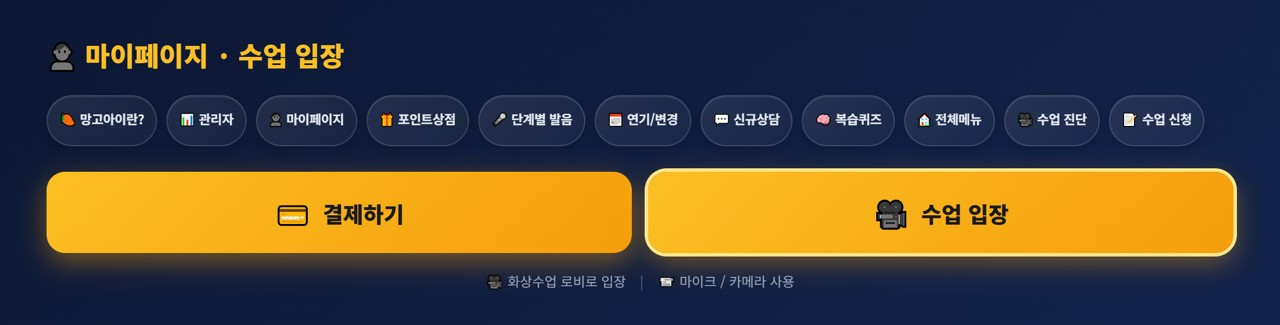 마이페이지 · 수업 입장
망고아이란? 관리자 마이페이지 포인트상점 단계별 발음 연기/변경 신규상담 복습퀴즈 전체메뉴 수업 진단 수업 신청
결제하기 수업 입장
화상수업 로비로 입장 | 마이크 / 카메라 사용